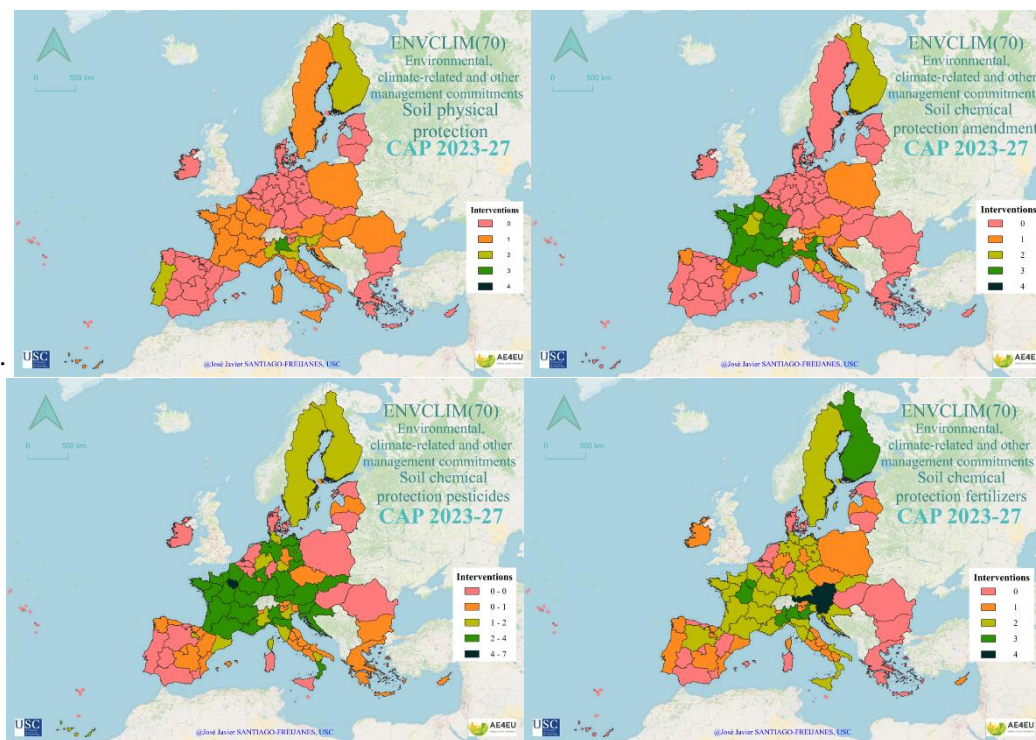 ENVCLIM(70)
Environmental,
climate-related and other
management commitments
Soil physical
protection
CAP 2023-27
0 500 km
Interventions
0
1
2
3
4
USC
@José Javier SANTIAGO-FREIJANES, USC
AE4EU
ENVCLIM(70)
Environmental,
climate-related and other
management commitment
Soil chemical
protection amendment
CAP 2023-27
0 500 km
Interventions
0
1
2
3
4
USC
@José Javier SANTIAGO-FREIJANES, USC
AE4EU
.
ENVCLIM(70)
Environmental,
climate-related and other
management commitments
Soil chemical
protection pesticides
CAP 2023-27
0 500 km
Interventions
0 - 0
0 - 1
1 - 2
2 - 4
4 - 7
USC
@José Javier SANTIAGO-FREIJANES, USC
AE4EU
ENVCLIM(70)
Environmental,
climate-related and other
management commitments
Soil chemical
protection fertilizers
CAP 2023-27
0 500 km
Interventions
0
1
2
3
4
USC
@José Javier SANTIAGO-FREIJANES, USC
AE4EU